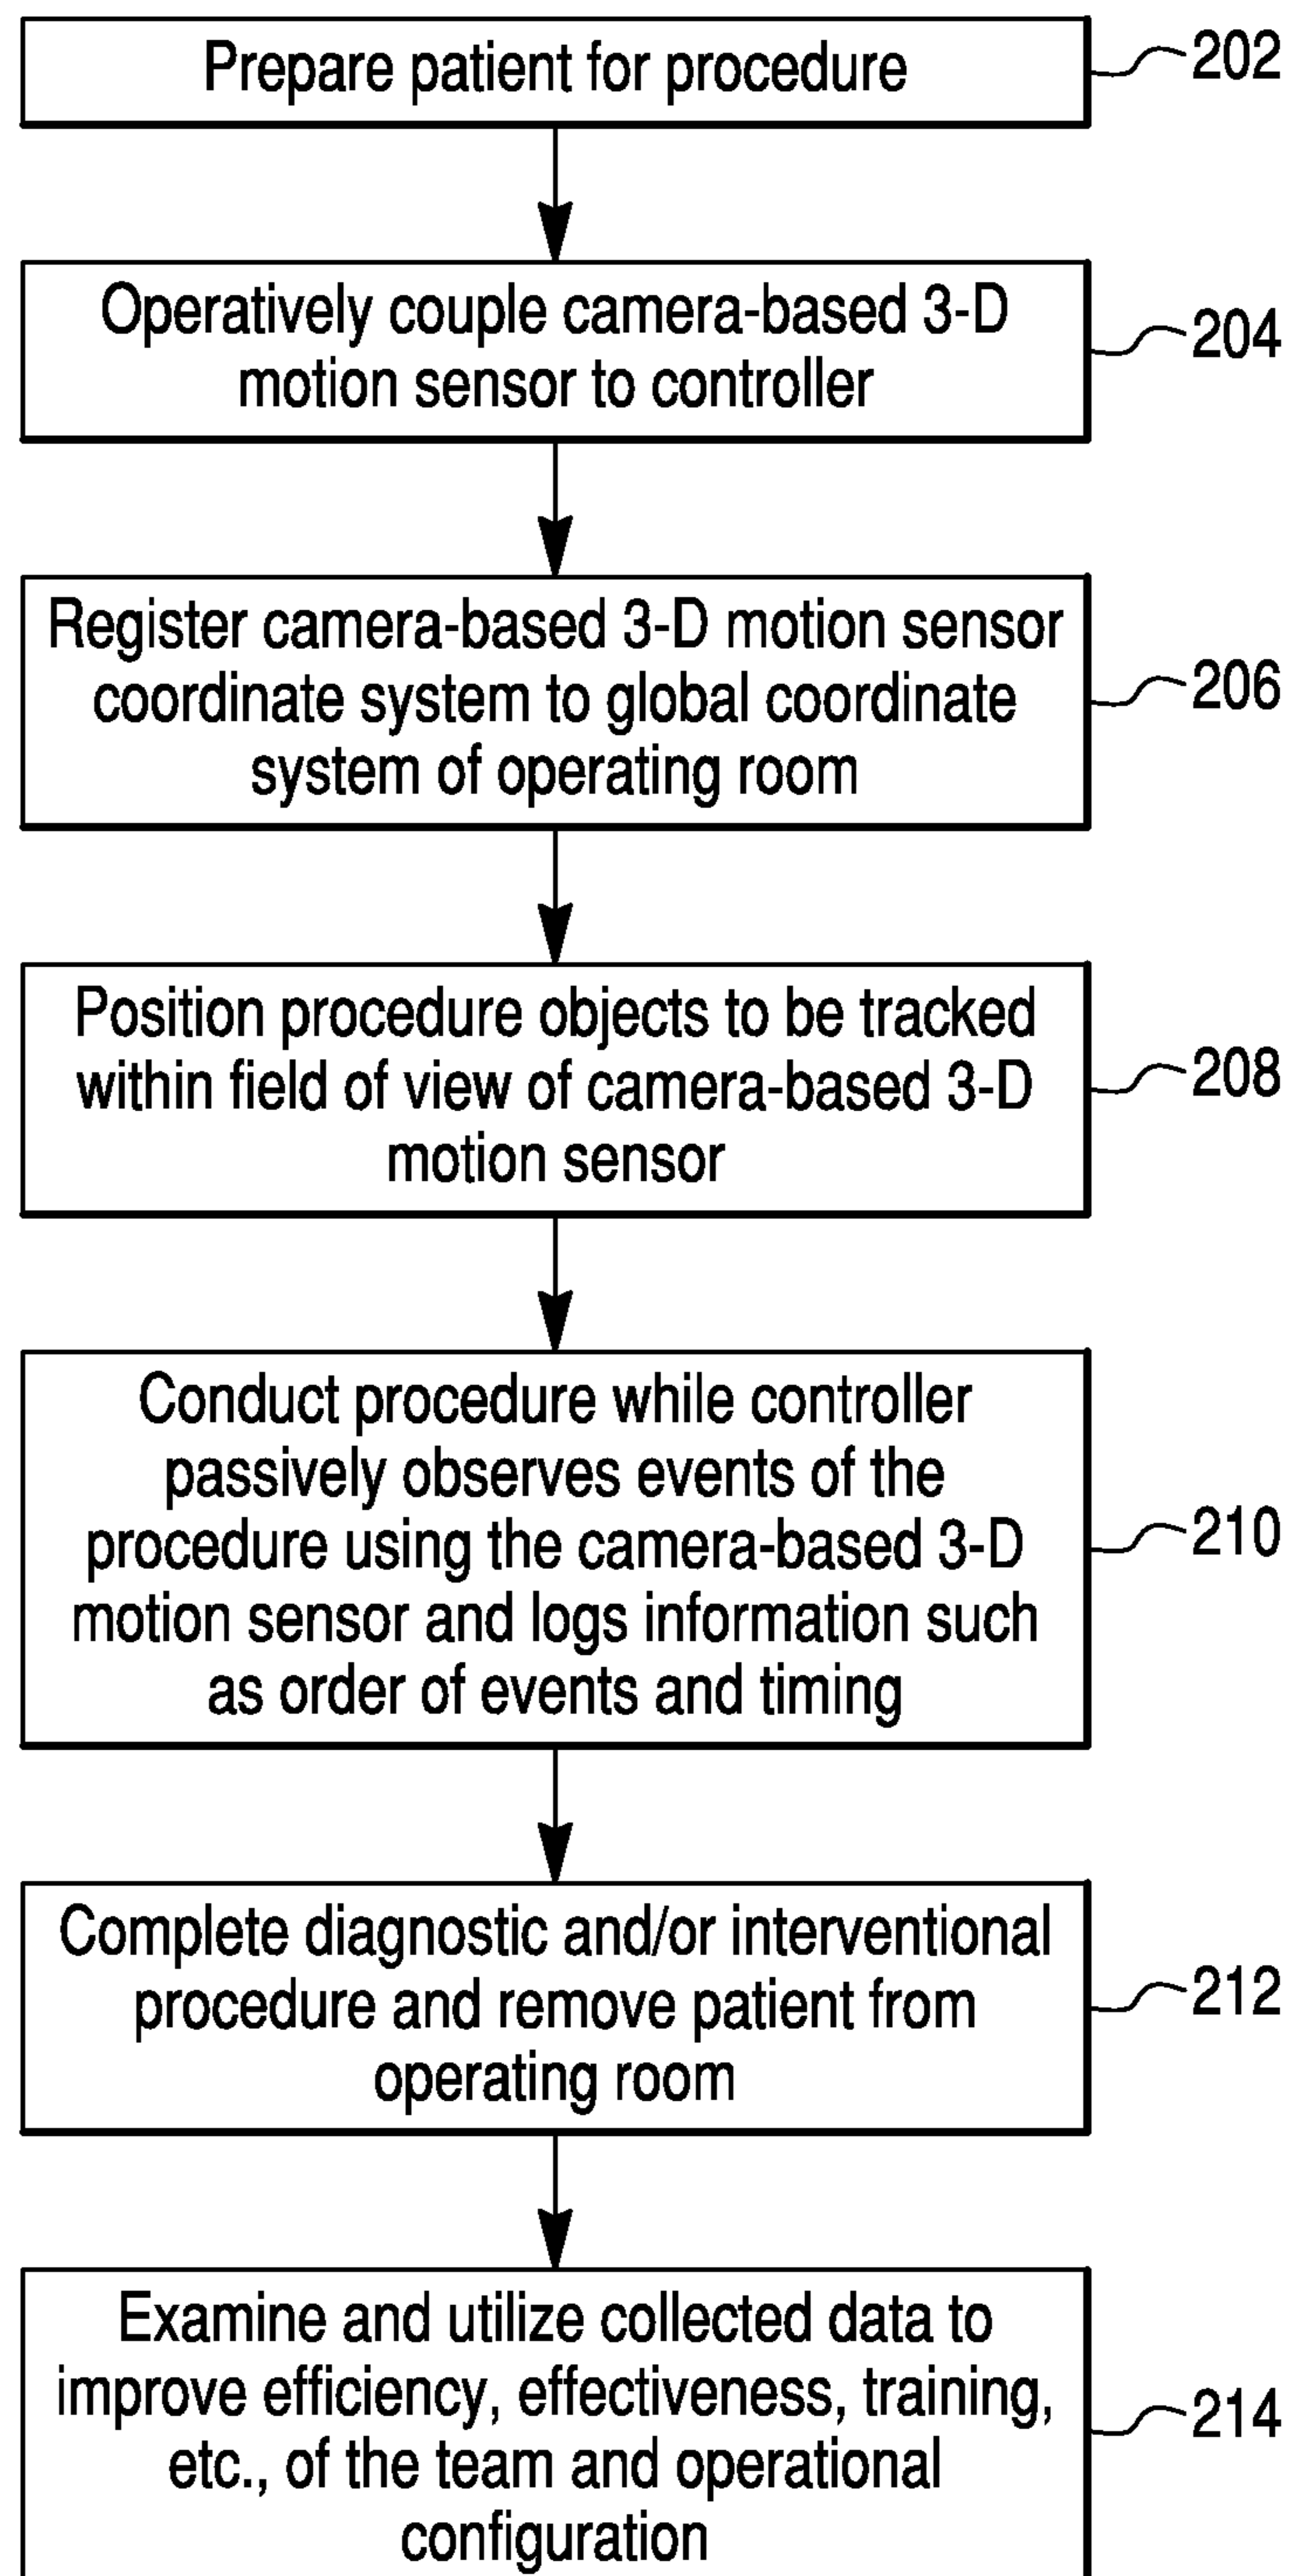 Prepare patient for procedure
202
Operatively couple camera-based 3-D
motion sensor to controller
204
Register camera-based 3-D motion sensor
coordinate system to global coordinate
system of operating room
206
Position procedure objects to be tracked
within field of view of camera-based 3-D
motion sensor
208
Conduct procedure while controller
passively observes events of the
procedure using the camera-based 3-D
motion sensor and logs information such
as order of events and timing
210
Complete diagnostic and/or interventional
procedure and remove patient from
operating room
212
Examine and utilize collected data to
improve efficiency, effectiveness, training,
etc., of the team and operational
configuration
214